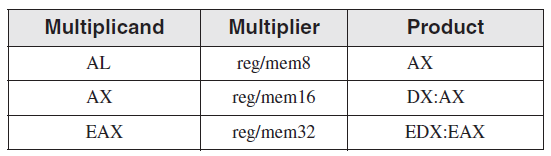 Multiplicand Multiplier Product
AL reg/mem8 AX
AX reg/mem16 DX:AX
EAX reg/mem32 EDX:EAX